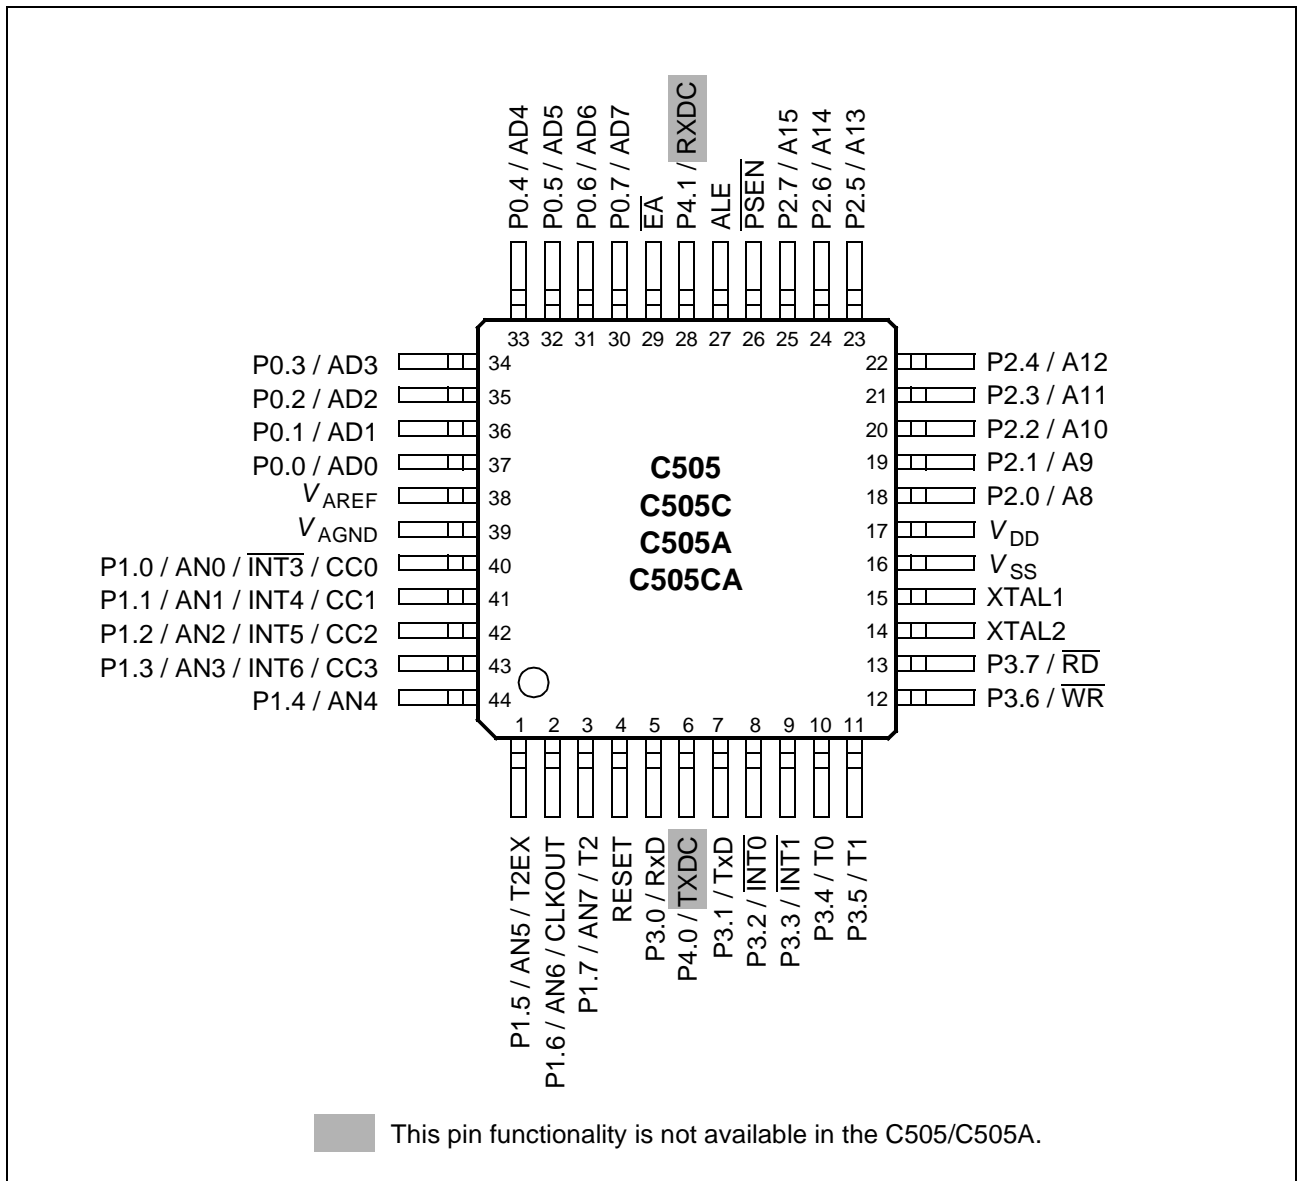 P0.4 / AD4
P0.5 / AD5
P0.6 / AD6
P0.7 / AD7
E̅A̅
P4.1 / RXDC
ALE
P̅S̅E̅N̅
P2.7 / A15
P2.6 / A14
P2.5 / A13
33 32 31 30 29 28 27 26 25 24 23
P0.3 / AD3 34
P0.2 / AD2 35
P0.1 / AD1 36
P0.0 / AD0 37
VAREF 38
VAGND 39
P1.0 / AN0 / I̅N̅T̅3̅ / CC0 40
P1.1 / AN1 / INT4 / CC1 41
P1.2 / AN2 / INT5 / CC2 42
P1.3 / AN3 / INT6 / CC3 43
P1.4 / AN4 44
C505
C505C
C505A
C505CA
22 P2.4 / A12
21 P2.3 / A11
20 P2.2 / A10
19 P2.1 / A9
18 P2.0 / A8
17 VDD
16 VSS
15 XTAL1
14 XTAL2
13 P3.7 / R̅D̅
12 P3.6 / W̅R̅
1 2 3 4 5 6 7 8 9 10 11
P1.5 / AN5 / T2EX
P1.6 / AN6 / CLKOUT
P1.7 / AN7 / T2
RESET
P3.0 / RxD
P4.0 / TXDC
P3.1 / TxD
P3.2 / I̅N̅T̅0̅
P3.3 / I̅N̅T̅1̅
P3.4 / T0
P3.5 / T1
This pin functionality is not available in the C505/C505A.